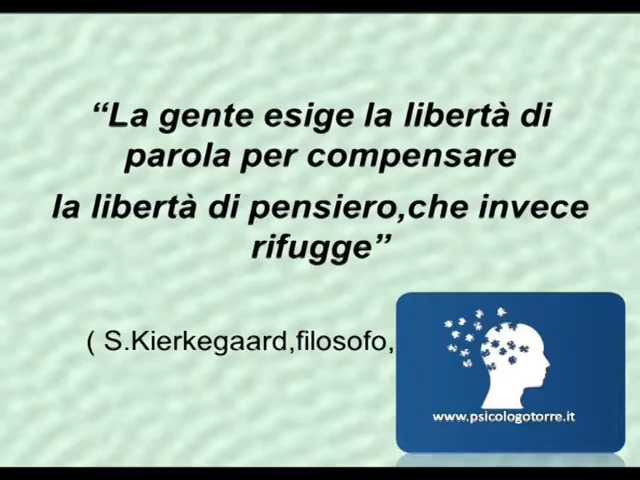 “La gente esige la libertà di
parola per compensare
la libertà di pensiero,che invece
rifugge”
( S.Kierkegaard,filosofo,
www.psicologotorre.it